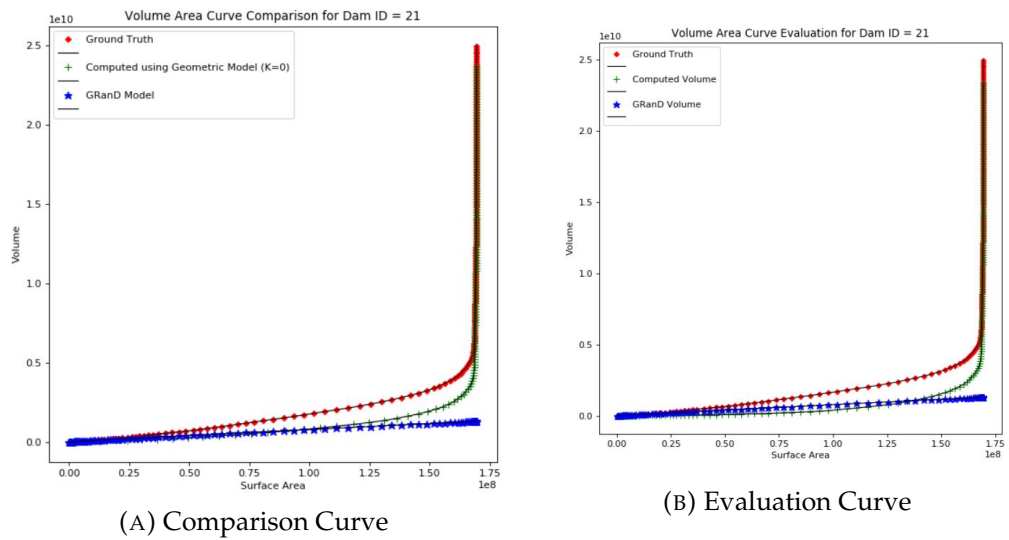 Volume Area Curve Comparison for Dam ID = 21
1e10
Ground Truth
Computed using Geometric Model (K=0)
GRanD Model
2.5
2.0
1.5
1.0
0.5
0.0
Volume
0.00 0.25 0.50 0.75 1.00 1.25 1.50 1.75
1e8
Surface Area
(A) Comparison Curve
Volume Area Curve Evaluation for Dam ID = 21
1e10
Ground Truth
Computed Volume
GRanD Volume
2.5
2.0
1.5
1.0
0.5
0.0
Volume
0.00 0.25 0.50 0.75 1.00 1.25 1.50 1.75
1e8
Surface Area
(B) Evaluation Curve